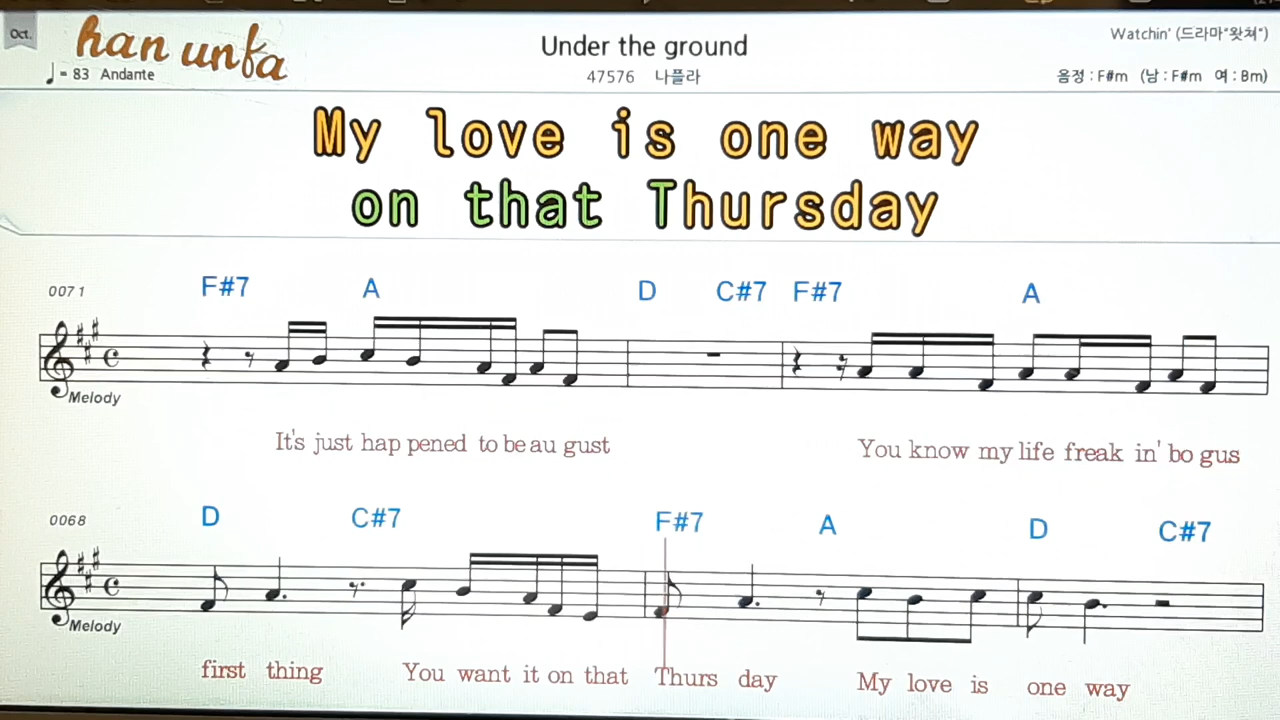 Oct.
han unfa
Under the ground
Watchin' (드라마"왓쳐")
♩ = 83 Andante
47576 나플라
음정 : F#m (남 : F#m 여 : Bm)
My love is one way
on that Thursday
0071
F#7 A D C#7 F#7 A
Melody
It's just hap pened to be au gust You know my life freak in' bo gus
0068
D C#7 F#7 A D C#7
Melody
first thing You want it on that Thurs day My love is one way